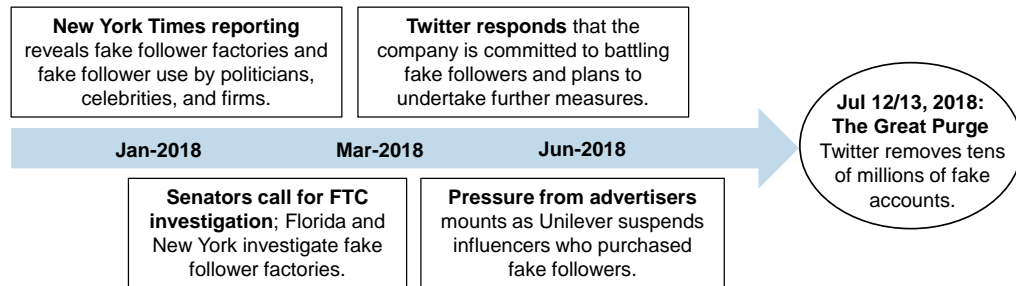 New York Times reporting
reveals fake follower factories and
fake follower use by politicians,
celebrities, and firms.
Twitter responds that the
company is committed to battling
fake followers and plans to
undertake further measures.
Jan-2018
Mar-2018
Jun-2018
Senators call for FTC
investigation; Florida and
New York investigate fake
follower factories.
Pressure from advertisers
mounts as Unilever suspends
influencers who purchased
fake followers.
Jul 12/13, 2018:
The Great Purge
Twitter removes tens
of millions of fake
accounts.